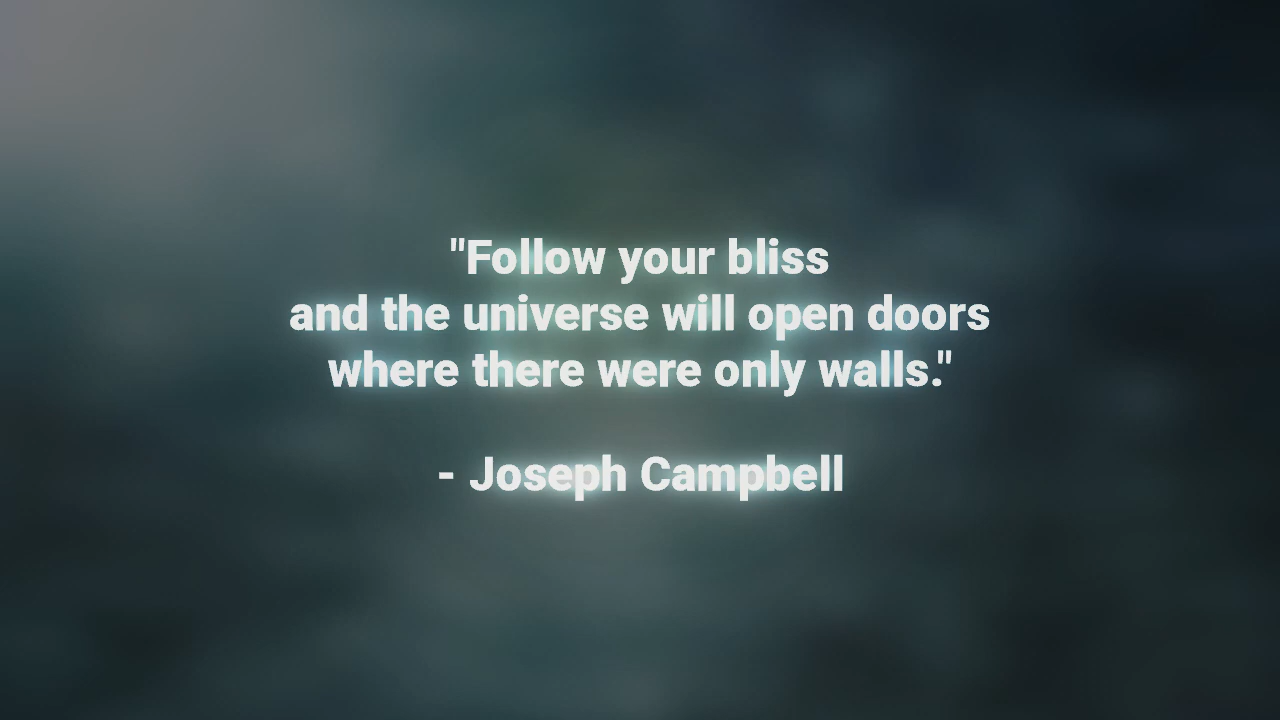 "Follow your bliss
and the universe will open doors
where there were only walls."
- Joseph Campbell